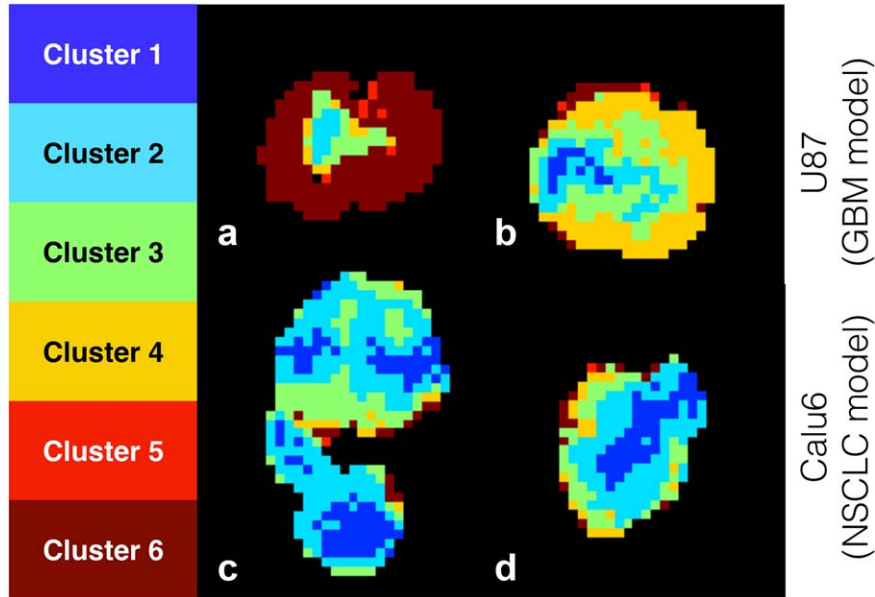 Cluster 1
Cluster 2
Cluster 3
Cluster 4
Cluster 5
Cluster 6
a
b
c
d
U87
(GBM model)
Calu6
(NSCLC model)